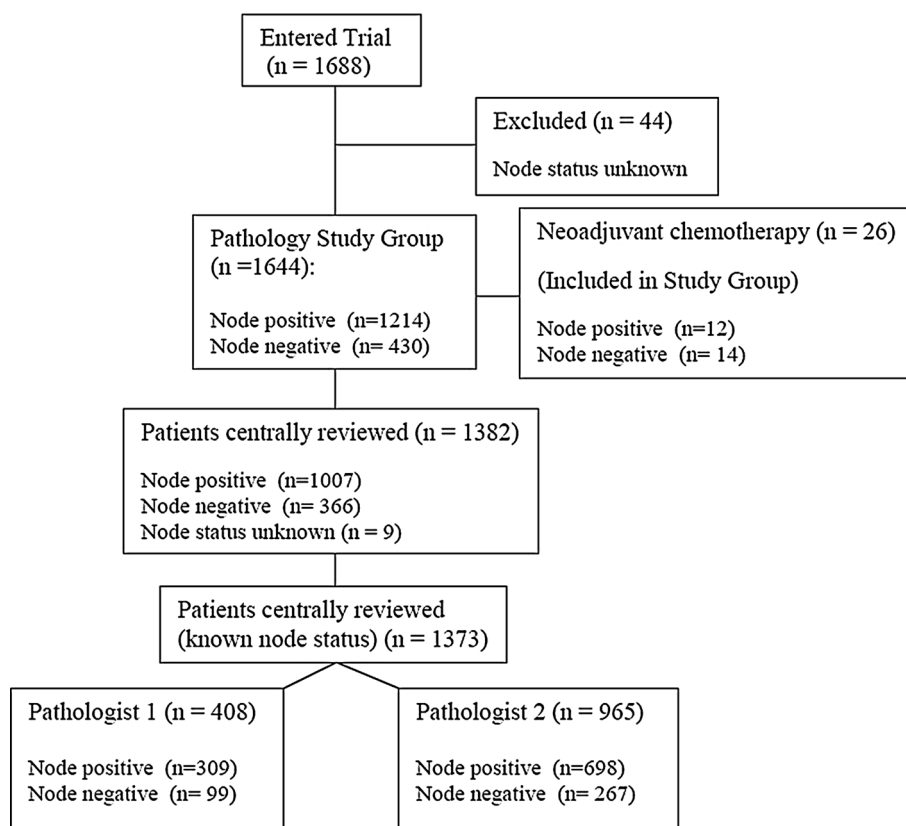 Entered Trial
(n = 1688)
Excluded (n = 44)
Node status unknown
Pathology Study Group
(n =1644):
Node positive (n=1214)
Node negative (n= 430)
Neoadjuvant chemotherapy (n = 26)
(Included in Study Group)
Node positive (n=12)
Node negative (n= 14)
Patients centrally reviewed (n = 1382)
Node positive (n=1007)
Node negative (n= 366)
Node status unknown (n = 9)
Patients centrally reviewed
(known node status) (n = 1373)
Pathologist 1 (n = 408)
Node positive (n=309)
Node negative (n= 99)
Pathologist 2 (n = 965)
Node positive (n=698)
Node negative (n= 267)